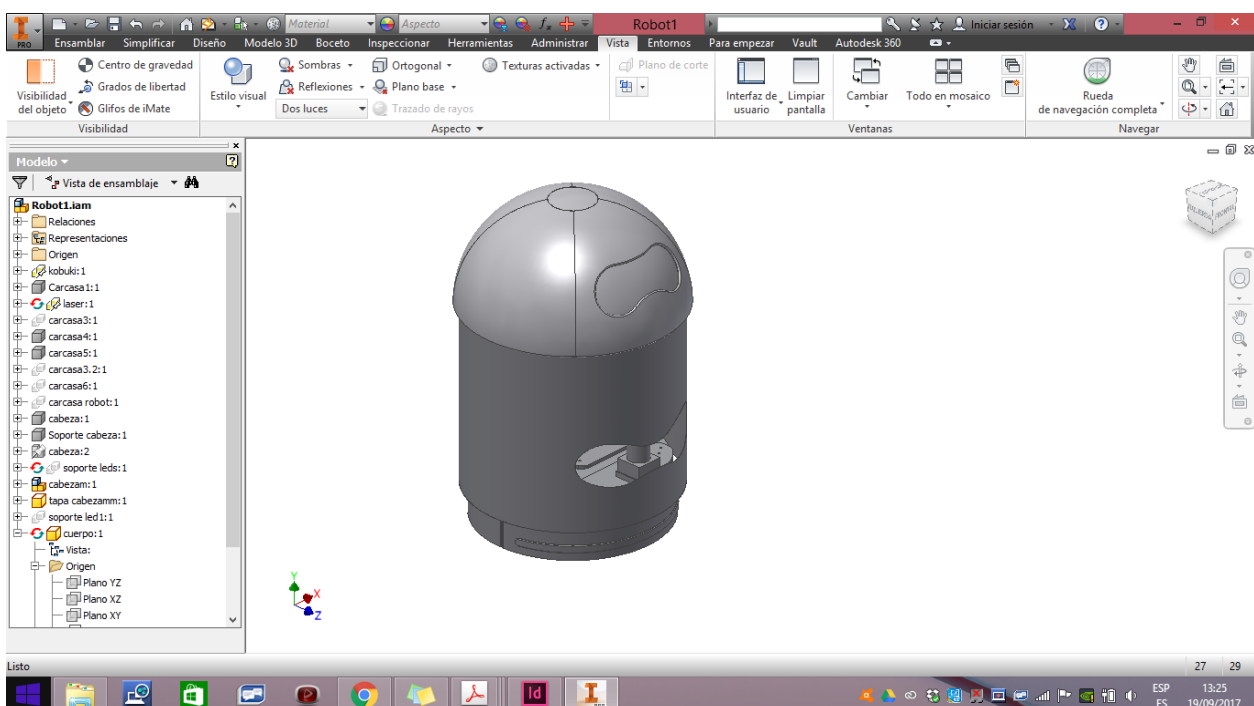 Material
Aspecto
Robot1
Iniciar sesión
PRO
Ensamblar Simplificar Diseño Modelo 3D Boceto Inspeccionar Herramientas Administrar Vista Entornos Para empezar Vault Autodesk 360
Visibilidad del objeto
Centro de gravedad
Grados de libertad
Glifos de iMate
Estilo visual
Sombras
Reflexiones
Dos luces
Ortogonal
Plano base
Trazado de rayos
Texturas activadas
Plano de corte
Interfaz de usuario
Limpiar pantalla
Cambiar
Todo en mosaico
Rueda de navegación completa
Visibilidad
Aspecto
Ventanas
Navegar
Modelo
Vista de ensamblaje
Robot1.iam
Relaciones
Representaciones
Origen
kobuki:1
Carcasa1:1
laser:1
carcasa3:1
carcasa4:1
carcasa5:1
carcasa3.2:1
carcasa6:1
carcasa robot:1
cabeza:1
Soporte cabeza:1
cabeza:2
soporte leds:1
cabezam:1
tapa cabezamm:1
soporte led1:1
cuerpo:1
Vista:
Origen
Plano YZ
Plano XZ
Plano XY
Y
X
Z
Listo
27 29
Id
ESP
ES
13:25
19/09/2017